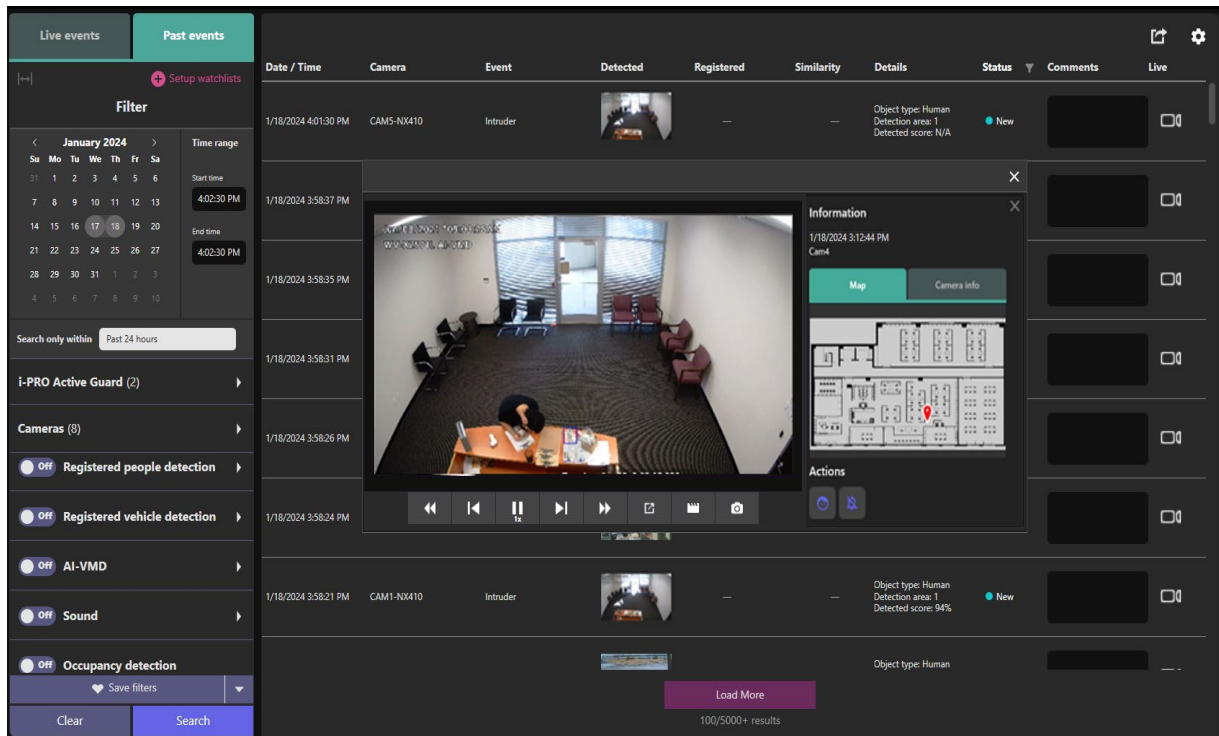 Live events
Past events
Setup watchlists
Filter
January 2024
Su Mo Tu We Th Fr Sa
31 1 2 3 4 5 6
7 8 9 10 11 12 13
14 15 16 17 18 19 20
21 22 23 24 25 26 27
28 29 30 31 1 2 3
4 5 6 7 8 9 10
Time range
Start time
4:02:30 PM
End time
4:02:30 PM
Search only within Past 24 hours
i-PRO Active Guard (2)
Cameras (8)
Off Registered people detection
Off Registered vehicle detection
Off AI-VMD
Off Sound
Off Occupancy detection
Save filters
Clear
Search
Date / Time Camera Event Detected Registered Similarity Details Status Comments Live
1/18/2024 4:01:30 PM CAM5-NX410 Intruder — — Object type: Human
Detection area: 1
Detected score: N/A
New
1/18/2024 3:58:37 PM
1/18/2024 3:58:35 PM
1/18/2024 3:58:31 PM
1/18/2024 3:58:26 PM
1/18/2024 3:58:24 PM
Information
1/18/2024 3:12:44 PM
Cam4
Map
Camera info
Actions
1x
1/18/2024 3:58:21 PM CAM1-NX410 Intruder — — Object type: Human
Detection area: 1
Detected score: 94%
New
Object type: Human
Load More
100/5000+ results